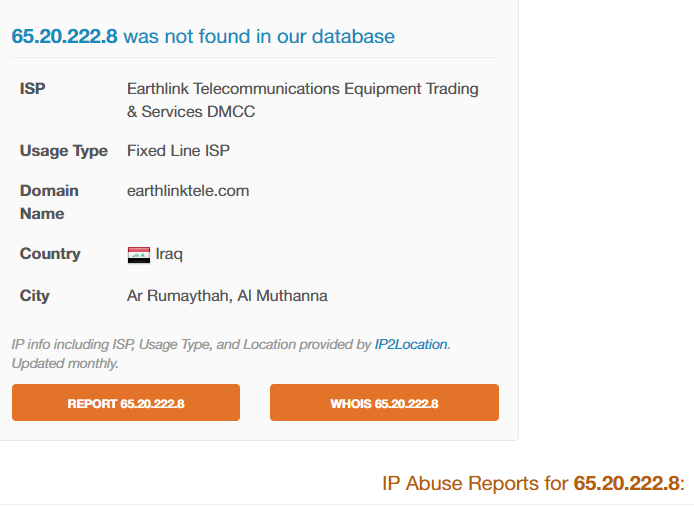 65.20.222.8 was not found in our database
ISP Earthlink Telecommunications Equipment Trading
& Services DMCC
Usage Type Fixed Line ISP
Domain earthlinktele.com
Name
Country Iraq
City Ar Rumaythah, Al Muthanna
IP info including ISP, Usage Type, and Location provided by IP2Location.
Updated monthly.
REPORT 65.20.222.8 WHOIS 65.20.222.8
IP Abuse Reports for 65.20.222.8: